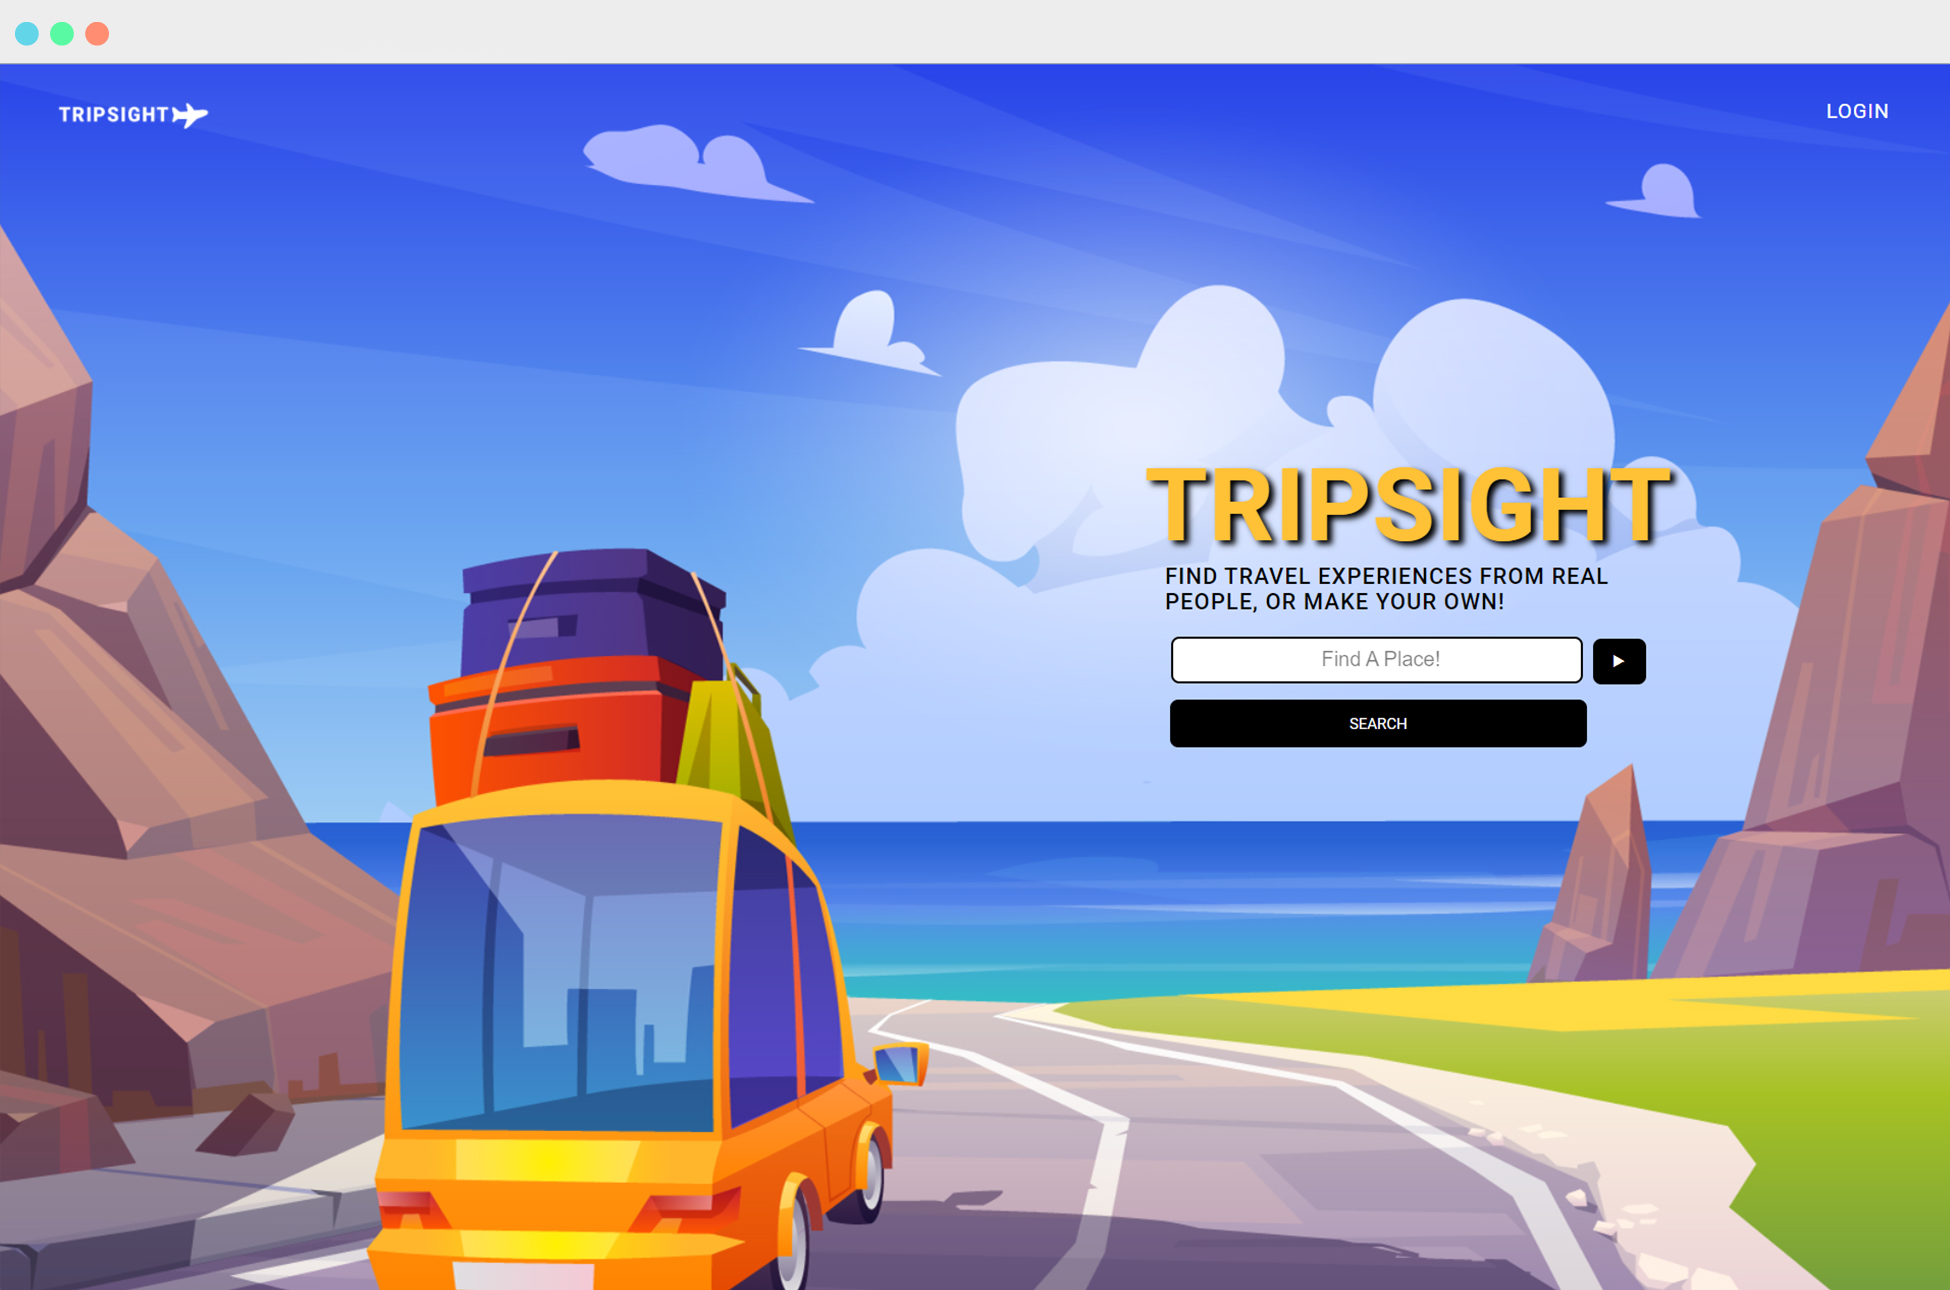 TRIPSIGHT
LOGIN
TRIPSIGHT
FIND TRAVEL EXPERIENCES FROM REAL
PEOPLE, OR MAKE YOUR OWN!
Find A Place!
SEARCH